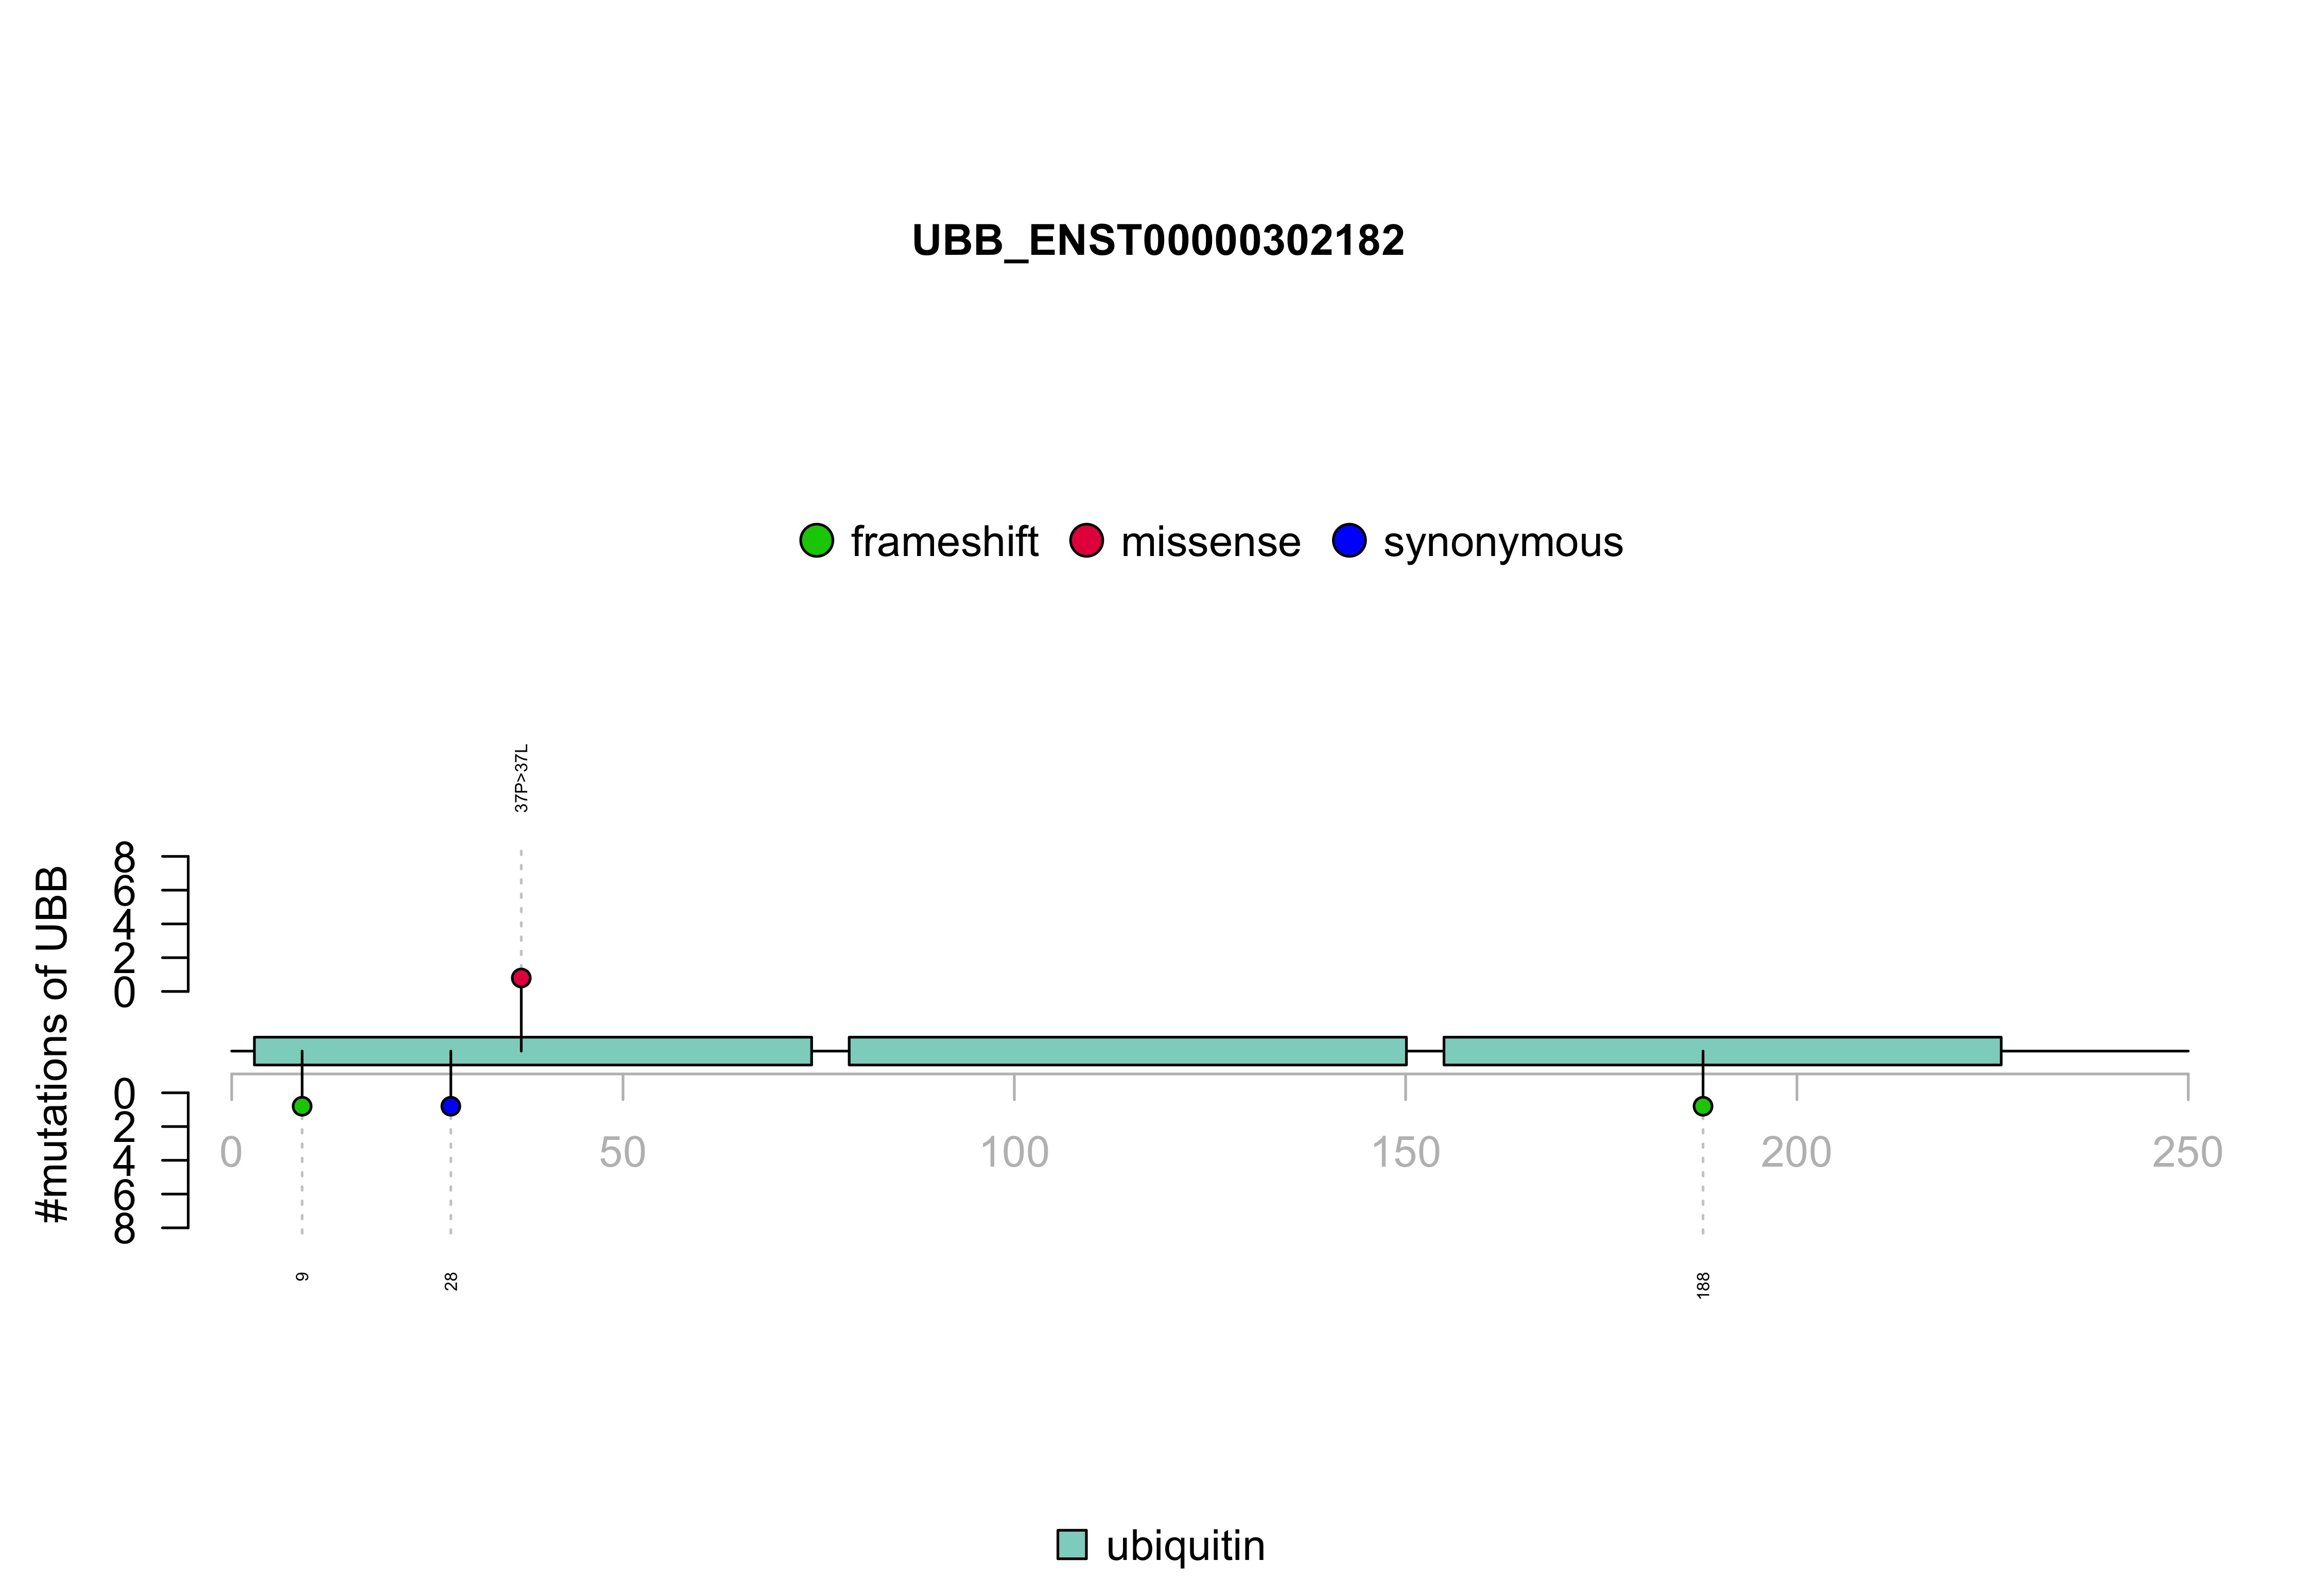 UBB_ENST00000302182
frameshift missense synonymous
37P>37L
#mutations of UBB
8
6
4
2
0
0
2
4
6
8
0 50 100 150 200 250
9 28 188
ubiquitin